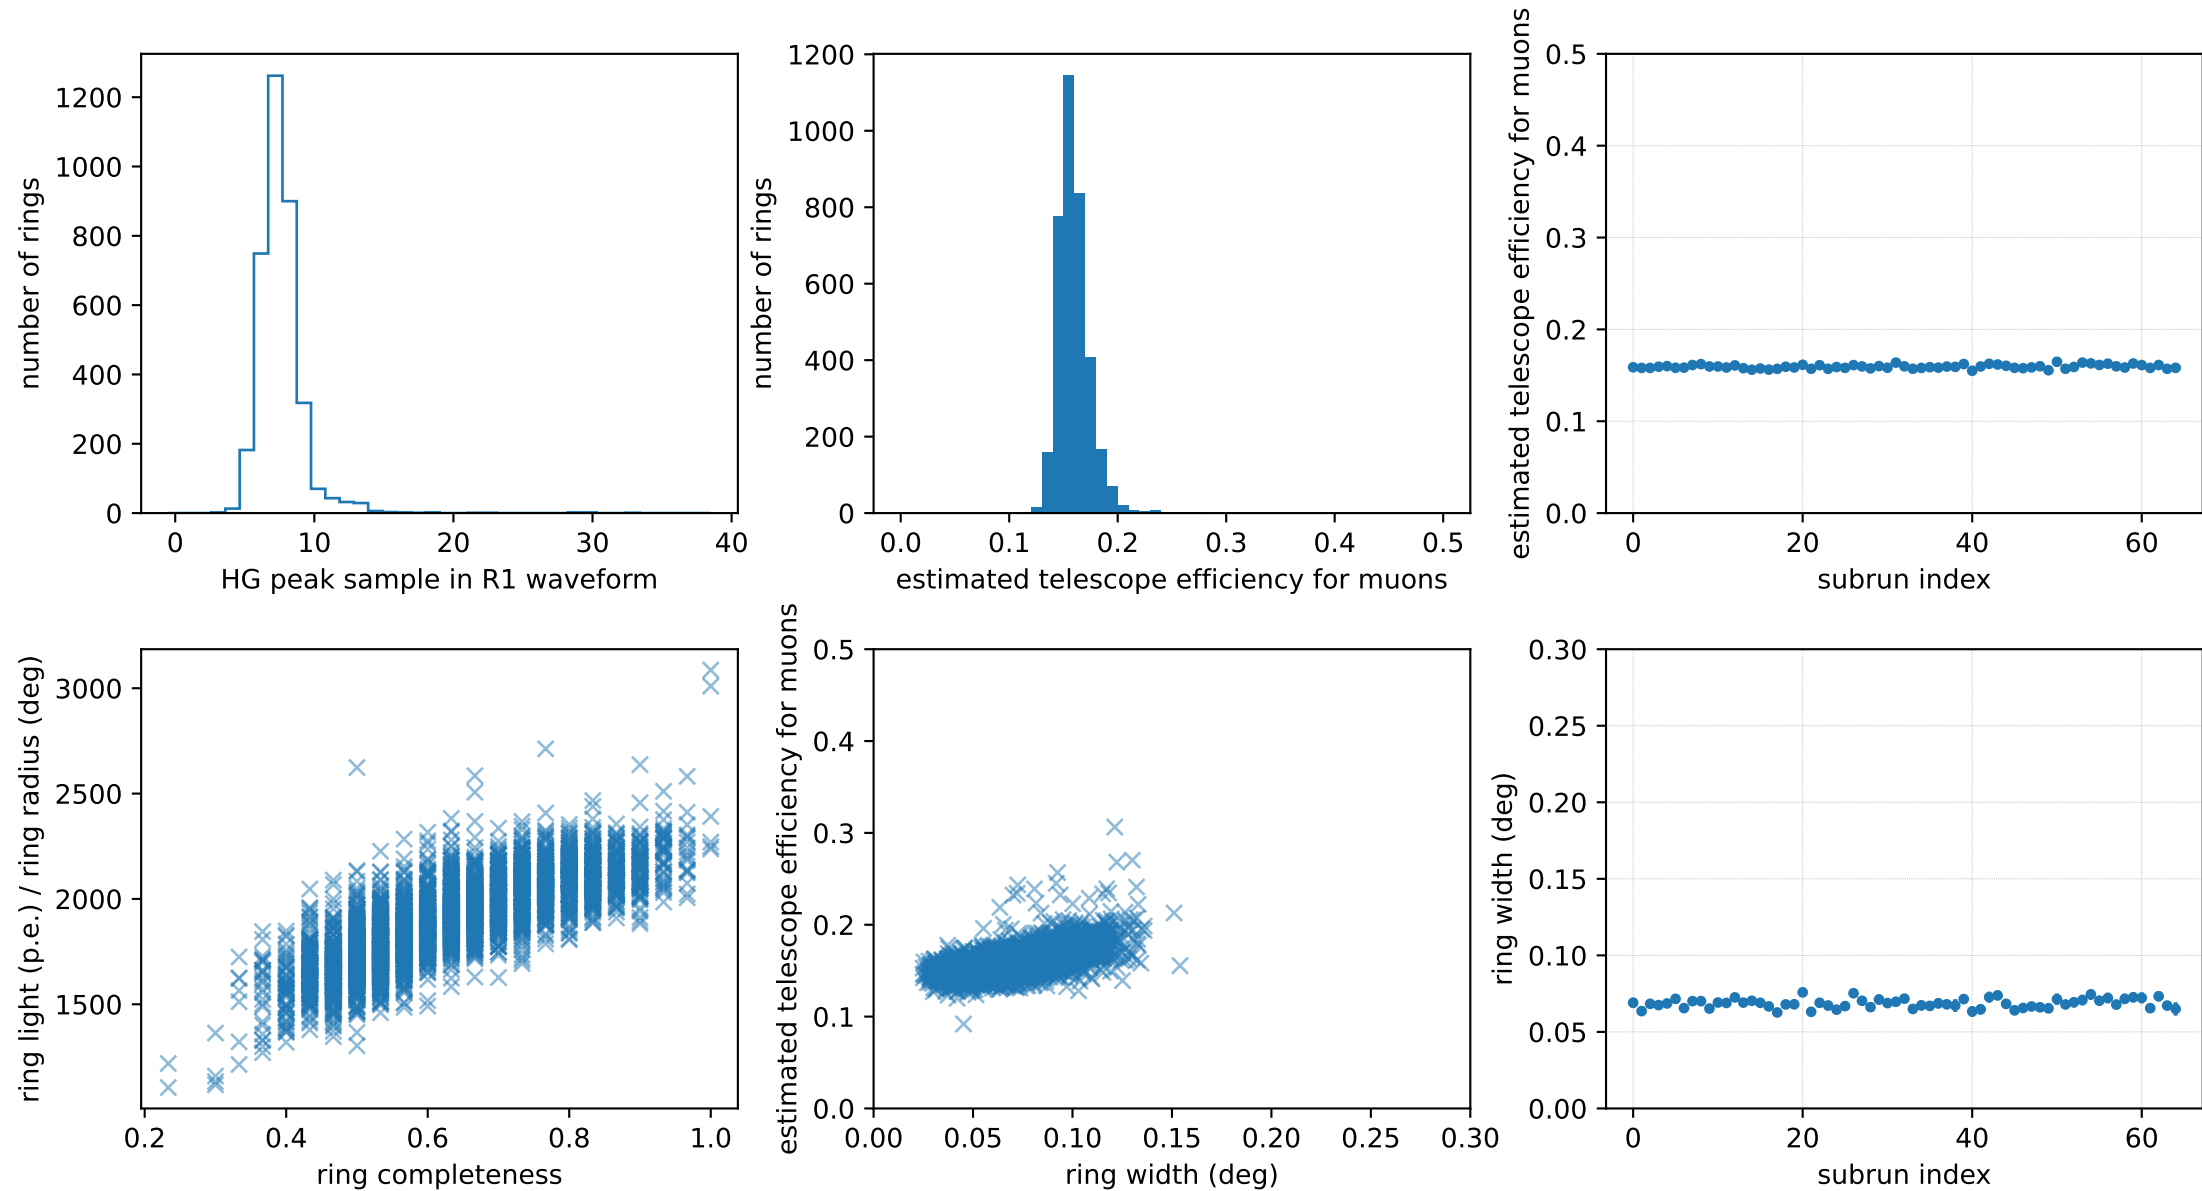 number of rings
1200
1000
800
600
400
200
0
0 10 20 30 40
HG peak sample in R1 waveform
number of rings
1200
1000
800
600
400
200
0
0.0 0.1 0.2 0.3 0.4 0.5
estimated telescope efficiency for muons
estimated telescope efficiency for muons
0.5
0.4
0.3
0.2
0.1
0.0
0 20 40 60
subrun index
ring light (p.e.) / ring radius (deg)
3000
2500
2000
1500
0.2 0.4 0.6 0.8 1.0
ring completeness
estimated telescope efficiency for muons
0.5
0.4
0.3
0.2
0.1
0.0
0.00 0.05 0.10 0.15 0.20 0.25 0.30
ring width (deg)
ring width (deg)
0.30
0.25
0.20
0.15
0.10
0.05
0.00
0 20 40 60
subrun index